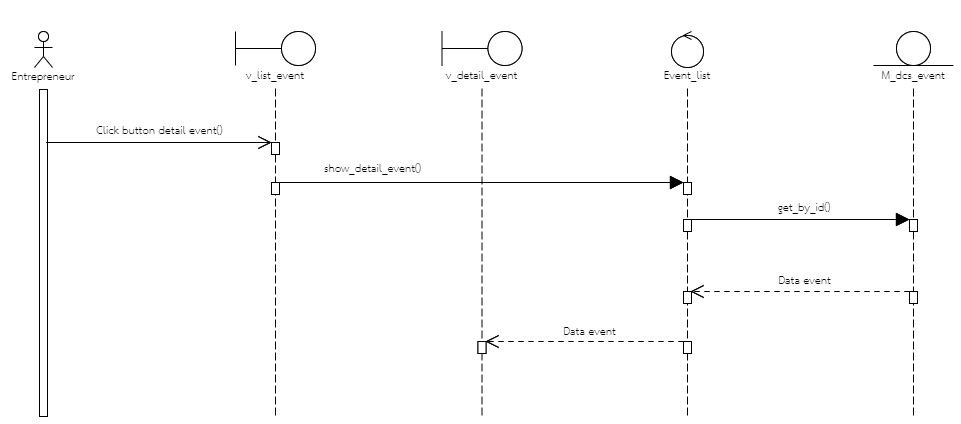 Entrepreneur
v_list_event
v_detail_event
Event_list
M_dcs_event
Click button detail event()
show_detail_event()
get_by_id()
Data event
Data event